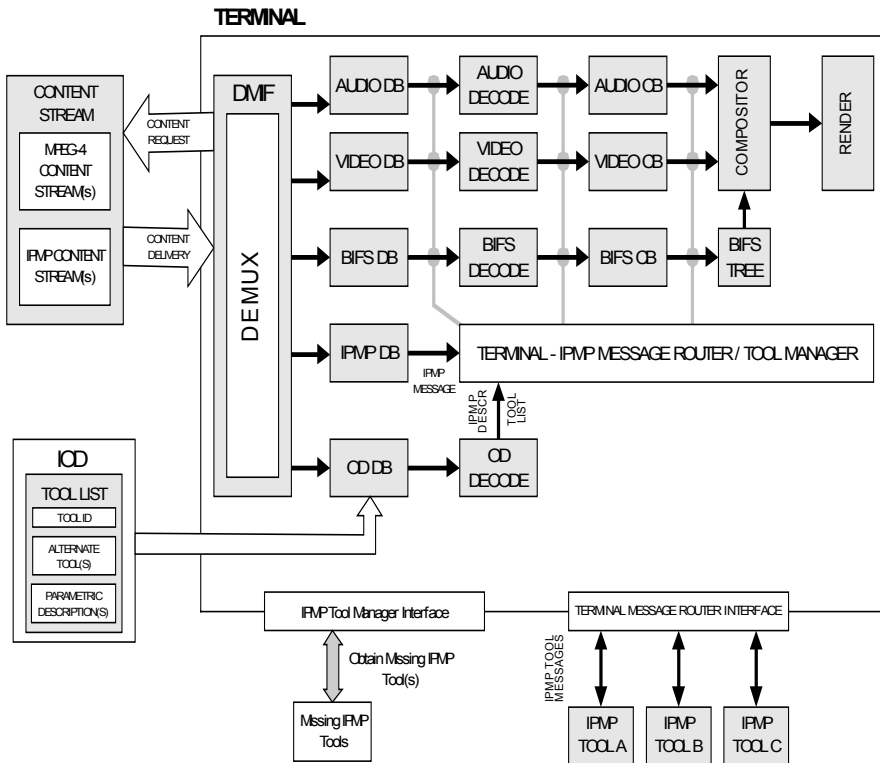 TERMINAL
CONTENT
STREAM
MPEG-4
CONTENT
STREAM(s)
IPMP CONTENT
STREAM(s)
CONTENT
REQUEST
CONTENT
DELIVERY
DMIF
DEMUX
AUDIO DB
AUDIO
DECODE
AUDIO CB
VIDEO DB
VIDEO
DECODE
VIDEO CB
BIFS DB
BIFS
DECODE
BIFS CB
BIFS
TREE
COMPOSITOR
RENDER
IPMP DB
IPMP
MESSAGE
TERMINAL - IPMP MESSAGE ROUTER / TOOL MANAGER
IPMP
DESCR
TOOL
LIST
OD DB
OD
DECODE
IOD
TOOL LIST
TOOL ID
ALTERNATE
TOOL(S)
PARAMETRIC
DESCRIPTION(S)
IPMP Tool Manager Interface
Obtain Missing IPMP
Tool(s)
Missing IPMP
Tools
TERMINAL MESSAGE ROUTER INTERFACE
IPMP TOOL
MESSAGES
IPMP
TOOL A
IPMP
TOOL B
IPMP
TOOL C